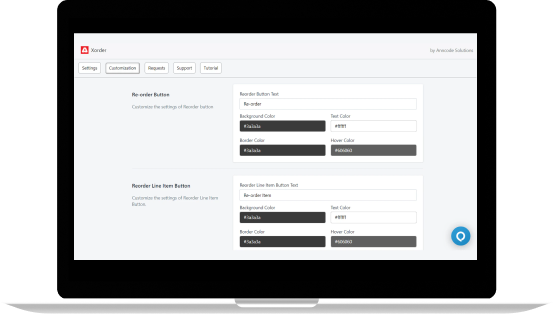 Xorder
by Amocode Solutions
Settings Customization Requests Support Tutorial
Re-order Button
Customize the settings of Reorder button.
Reorder Button Text
Re-order
Background Color Text Color
#3a3a3a #ffffff
Border Color Hover Color
#3a3a3a #606060
Reorder Line Item Button
Customize the settings of Reorder Line Item
Button.
Reorder Line Item Button Text
Re-order Item
Background Color Text Color
#3a3a3a #ffffff
Border Color Hover Color
#3a3a3a #606060